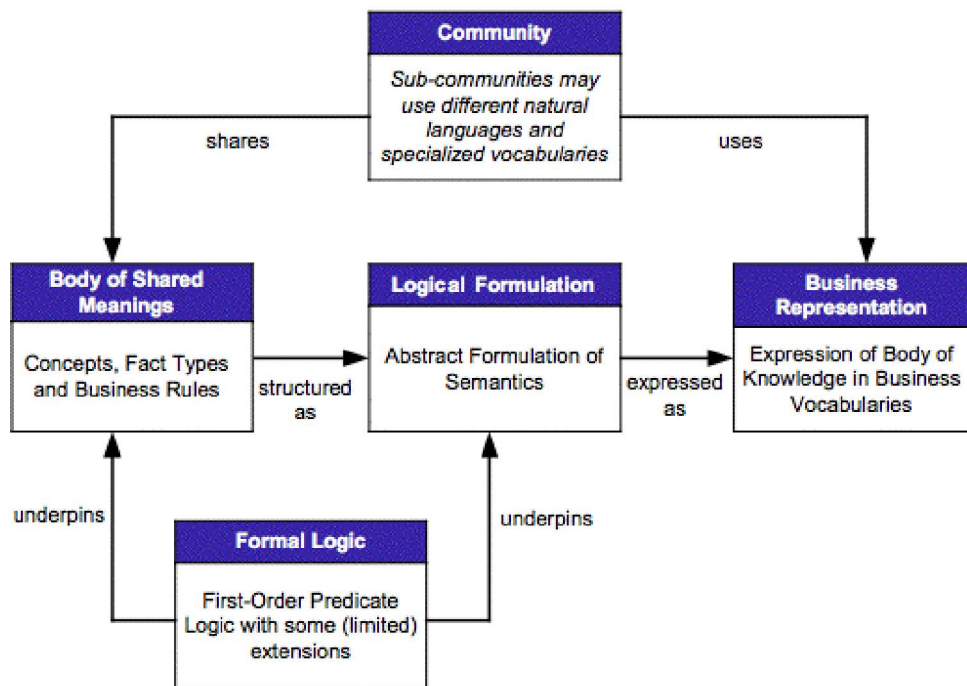 Community
Sub-communities may
use different natural
languages and
specialized vocabularies
shares
uses
Body of Shared
Meanings
Concepts, Fact Types
and Business Rules
structured
as
Logical Formulation
Abstract Formulation of
Semantics
expressed
as
Business
Representation
Expression of Body of
Knowledge in Business
Vocabularies
underpins
underpins
Formal Logic
First-Order Predicate
Logic with some (limited)
extensions